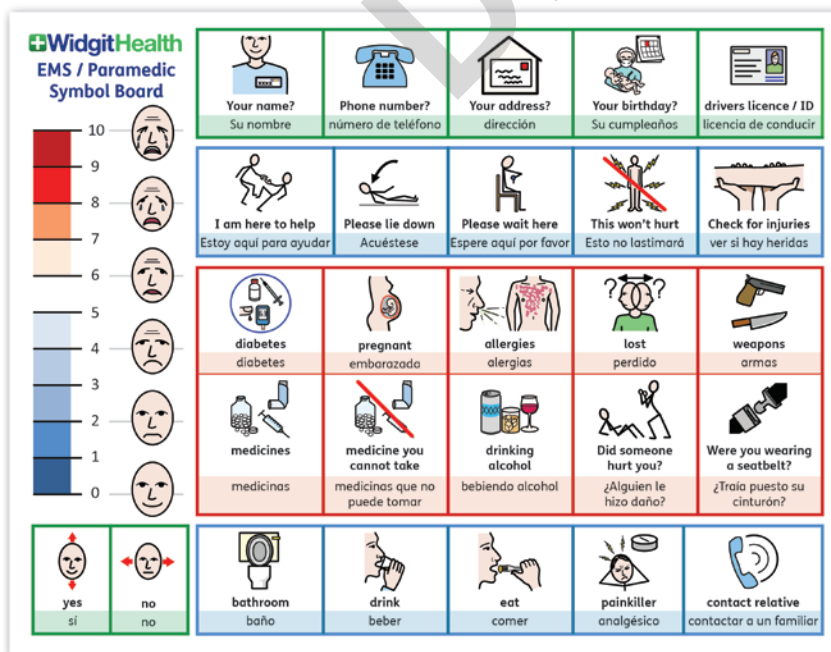 WidgitHealth
EMS / Paramedic
Symbol Board
10
9
8
7
6
5
4
3
2
1
0
Your name?
Su nombre
Phone number?
número de teléfono
Your address?
dirección
Your birthday?
Su cumpleaños
drivers licence / ID
licencia de conducir
I am here to help
Estoy aquí para ayudar
Please lie down
Acuéstese
Please wait here
Espere aquí por favor
This won't hurt
Esto no lastimará
Check for injuries
ver si hay heridas
diabetes
diabetes
pregnant
embarazada
allergies
alergias
? ?
lost
perdido
weapons
armas
medicines
medicinas
medicine you
cannot take
medicinas que no
puede tomar
drinking
alcohol
bebiendo alcohol
Did someone
hurt you?
¿Alguien le
hizo daño?
Were you wearing
a seatbelt?
¿Traía puesto su
cinturón?
yes
sí
no
no
bathroom
baño
drink
beber
eat
comer
painkiller
analgésico
contact relative
contactar a un familiar